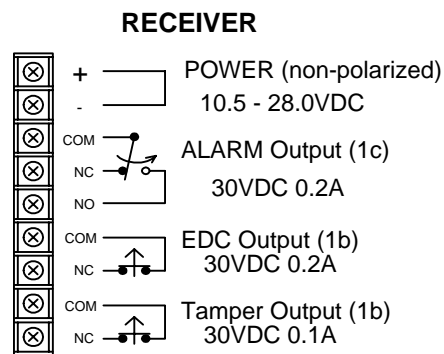 RECEIVER
+ POWER (non-polarized)
- 10.5 - 28.0VDC
COM
ALARM Output (1c)
NC
30VDC 0.2A
NO
COM EDC Output (1b)
NC 30VDC 0.2A
COM Tamper Output (1b)
NC 30VDC 0.1A